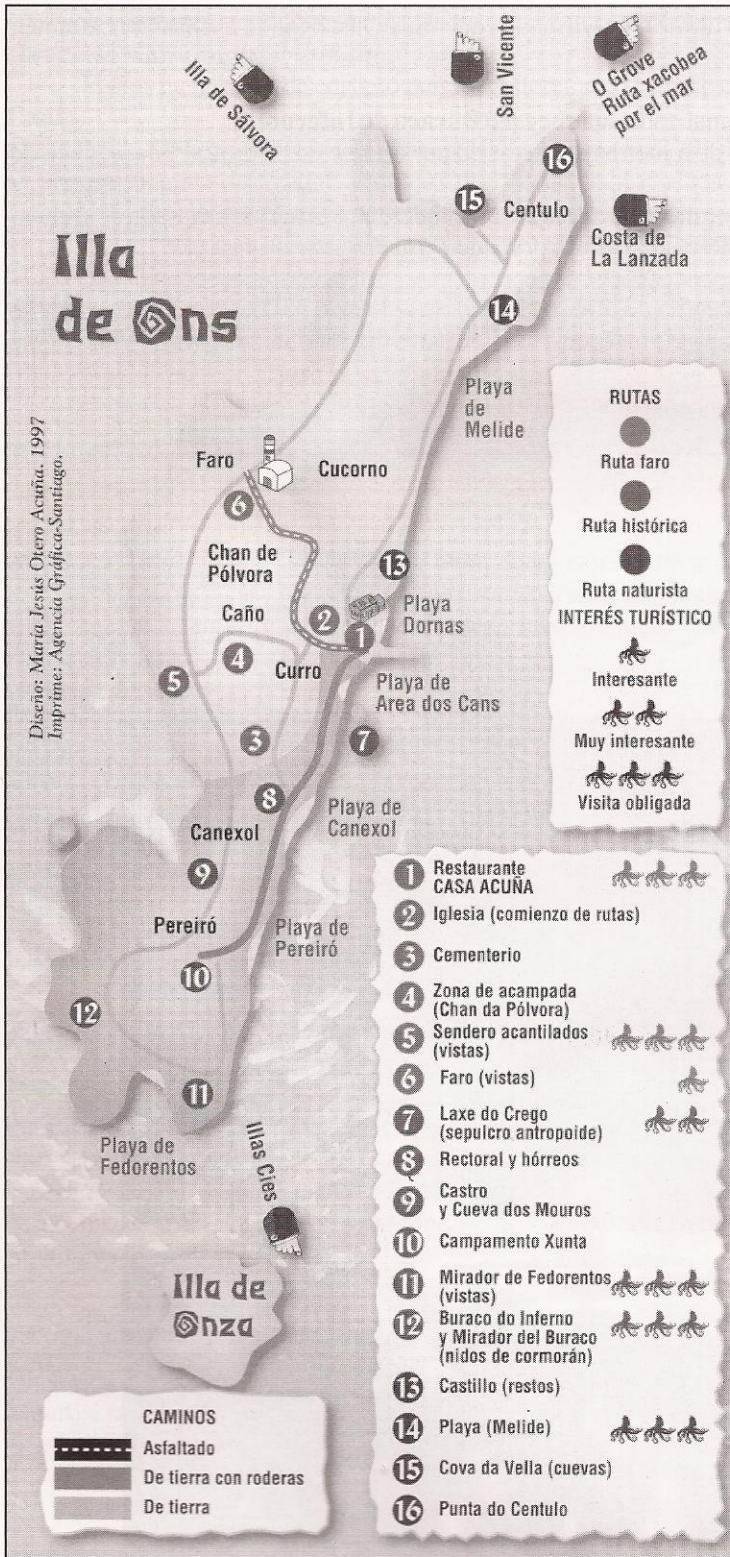 Illa de Sálvora
San Vicente
O Grove
Ruta xacobea
por el mar
16
15
Centulo
Costa de
La Lanzada
Illa
de Ons
14
Playa
de
Melide
Diseño: María Jesús Otero Acuña. 1997
Imprime: Agencia Gráfica-Santiago.
Faro
Cucorno
6
Chan de
Pólvora
13
Caño
2
1
Playa
Dornas
4
Curro
5
Playa de
Area dos Cans
3
7
8
Canexol
Playa de
Canexol
9
Pereiró
Playa de
Pereiró
10
12
11
Playa de
Fedorentos
Illas Cies
Illa de
Onza
RUTAS
Ruta faro
Ruta histórica
Ruta naturista
INTERÉS TURÍSTICO
Interesante
Muy interesante
Visita obligada
1 Restaurante
CASA ACUÑA
2 Iglesia (comienzo de rutas)
3 Cementerio
4 Zona de acampada
(Chan da Pólvora)
5 Sendero acantilados
(vistas)
6 Faro (vistas)
7 Laxe do Crego
(sepulcro antropoide)
8 Rectoral y hórreos
9 Castro
y Cueva dos Mouros
10 Campamento Xunta
11 Mirador de Fedorentos
(vistas)
12 Buraco do Inferno
y Mirador del Buraco
(nidos de cormorán)
13 Castillo (restos)
14 Playa (Melide)
15 Cova da Vella (cuevas)
16 Punta do Centulo
CAMINOS
Asfaltado
De tierra con roderas
De tierra